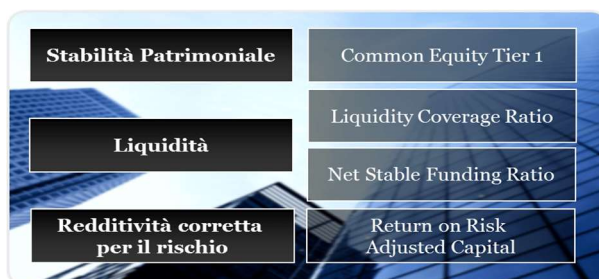 Stabilità Patrimoniale
Common Equity Tier 1
Liquidità
Liquidity Coverage Ratio
Net Stable Funding Ratio
Redditività corretta
per il rischio
Return on Risk
Adjusted Capital